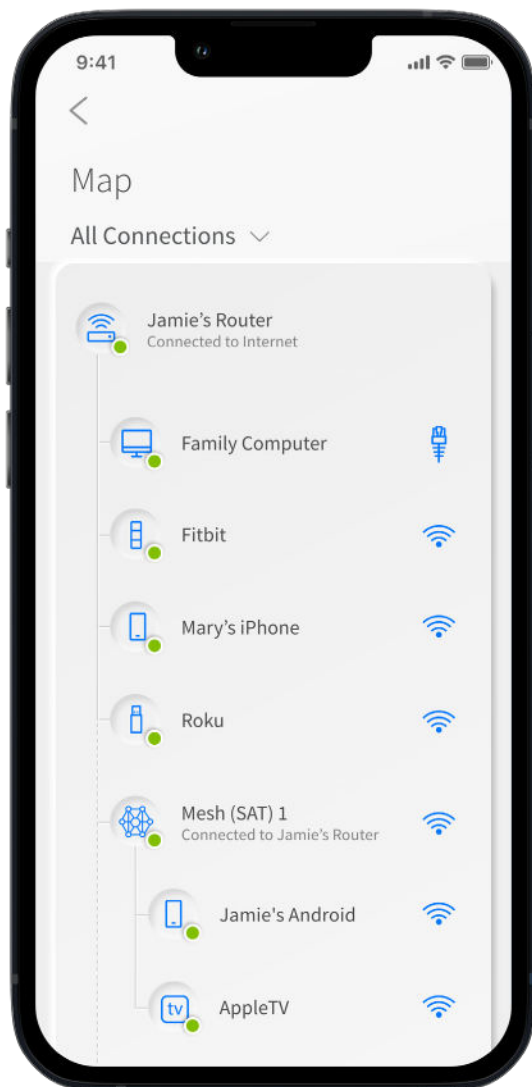 9:41
Map
All Connections
Jamie’s Router
Connected to Internet
Family Computer
Fitbit
Mary’s iPhone
Roku
Mesh (SAT) 1
Connected to Jamie’s Router
Jamie's Android
tv
AppleTV